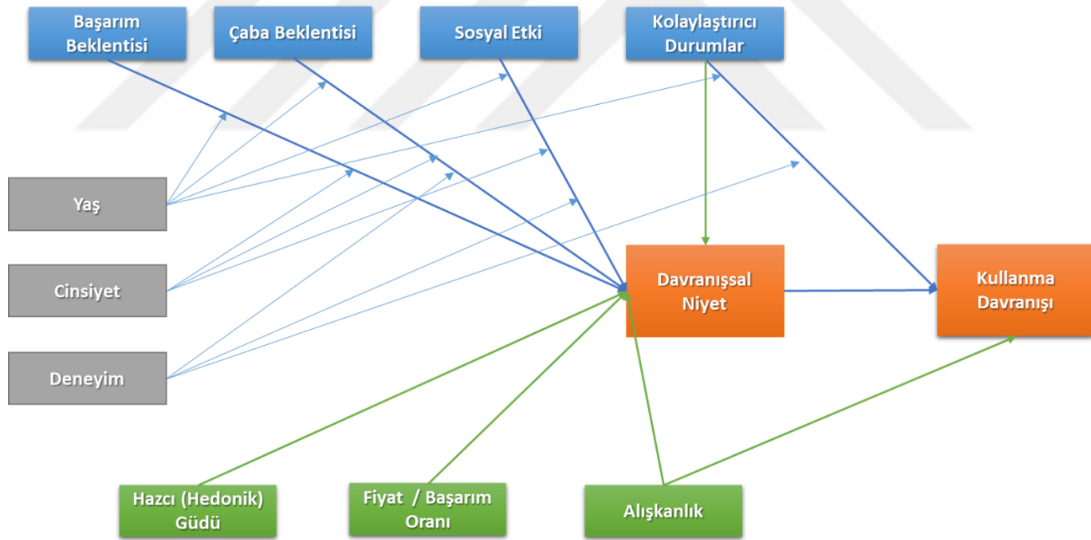 Başarım
Beklentisi
Çaba Beklentisi
Sosyal Etki
Kolaylaştırıcı
Durumlar
Yaş
Cinsiyet
Deneyim
Davranışsal
Niyet
Kullanma
Davranışı
Hazcı (Hedonik)
Güdü
Fiyat / Başarım
Oranı
Alışkanlık